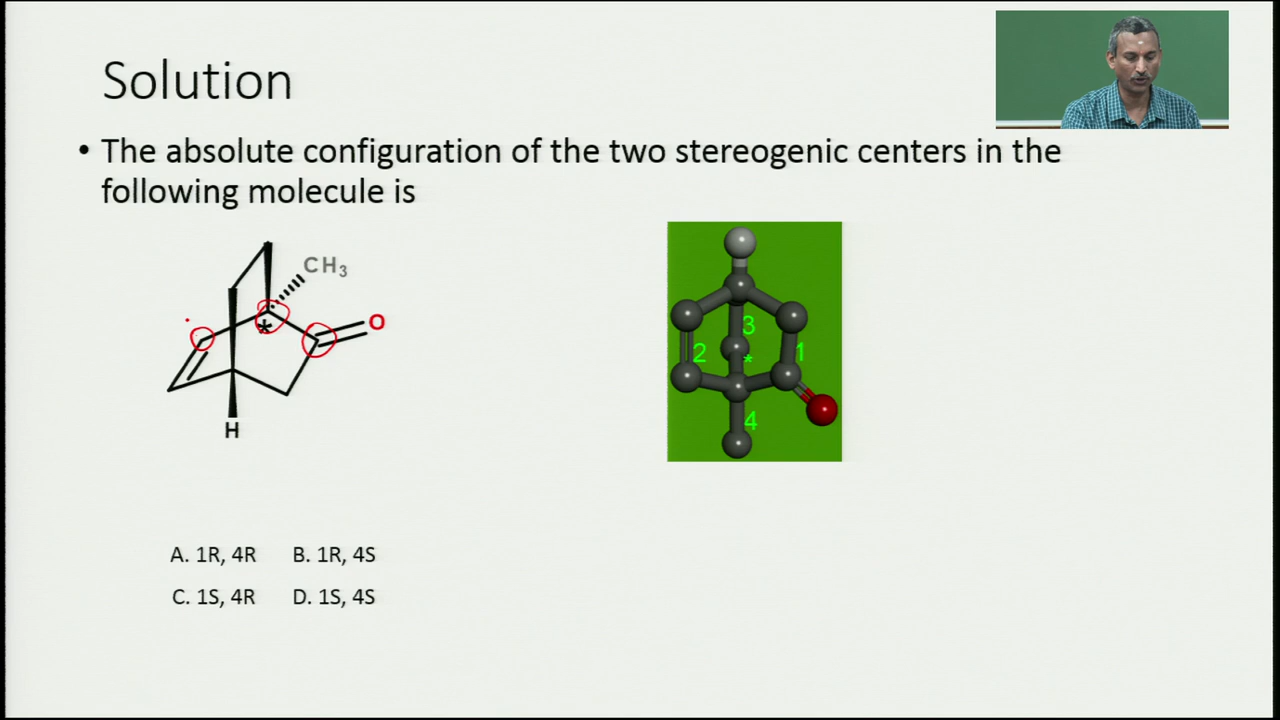 Solution
• The absolute configuration of the two stereogenic centers in the
following molecule is
CH3
O
*
H
3
2
*
1
4
A. 1R, 4R B. 1R, 4S
C. 1S, 4R D. 1S, 4S